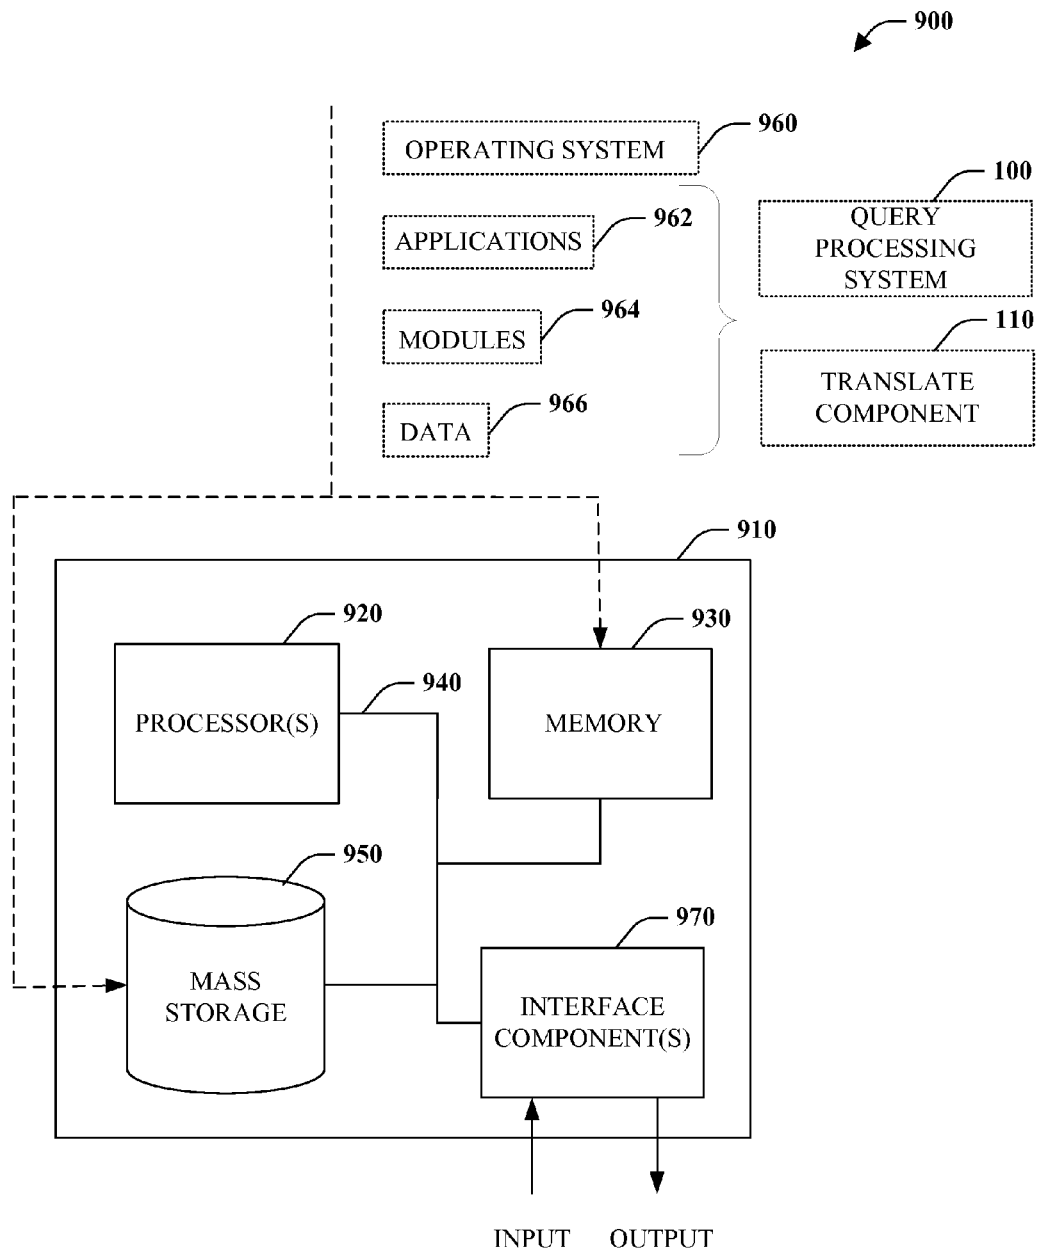 900
960
OPERATING SYSTEM
100
QUERY
PROCESSING
SYSTEM
962
APPLICATIONS
964
MODULES
110
TRANSLATE
COMPONENT
966
DATA
910
920
930
940
PROCESSOR(S)
MEMORY
950
970
MASS
STORAGE
INTERFACE
COMPONENT(S)
INPUT
OUTPUT